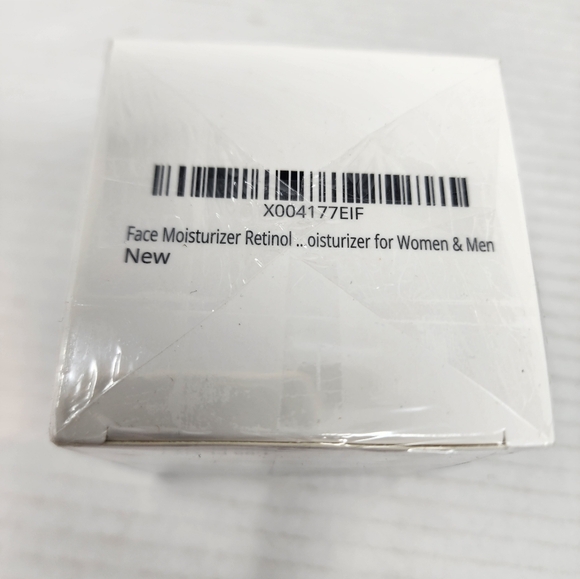 X004177EIF
Face Moisturizer Retinol .. oisturizer for Women & Men
New